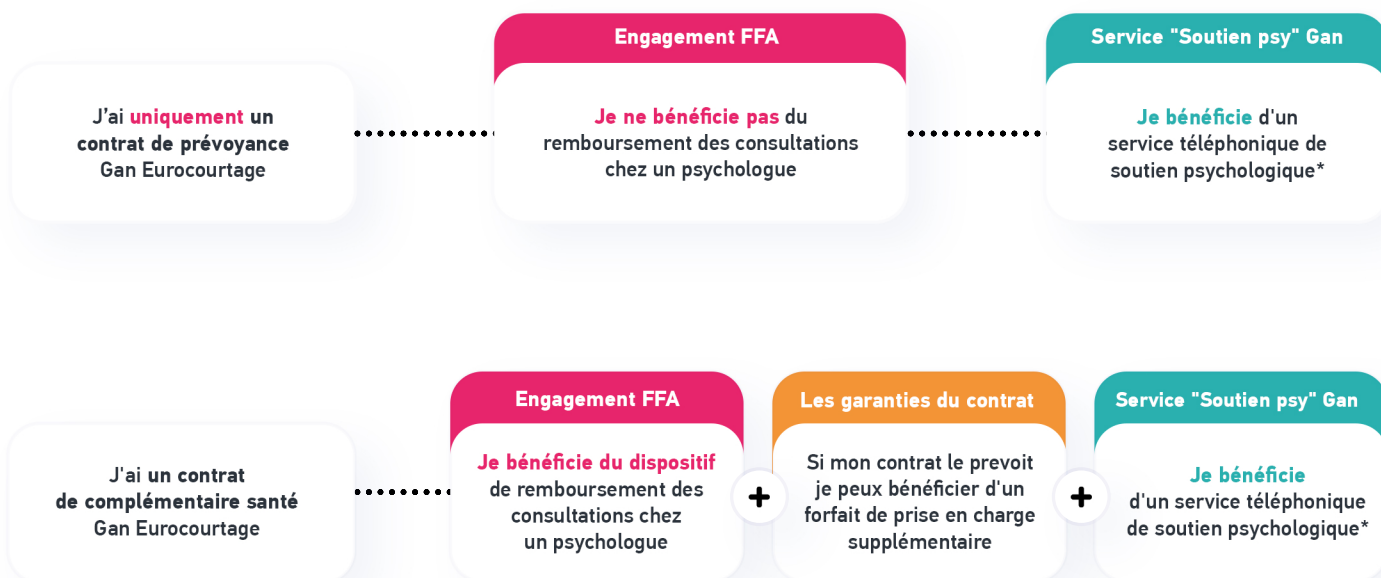 Engagement FFA
Service "Soutien psy" Gan
J’ai uniquement un
contrat de prévoyance
Gan Eurocourtage
Je ne bénéficie pas du
remboursement des consultations
chez un psychologue
Je bénéficie d'un
service téléphonique de
soutien psychologique*
Engagement FFA
Les garanties du contrat
Service "Soutien psy" Gan
J'ai un contrat
de complémentaire santé
Gan Eurocourtage
Je bénéficie du dispositif
de remboursement des
consultations chez
un psychologue
+
Si mon contrat le prevoit
je peux bénéficier d'un
forfait de prise en charge
supplémentaire
+
Je bénéficie
d'un service téléphonique
de soutien psychologique*